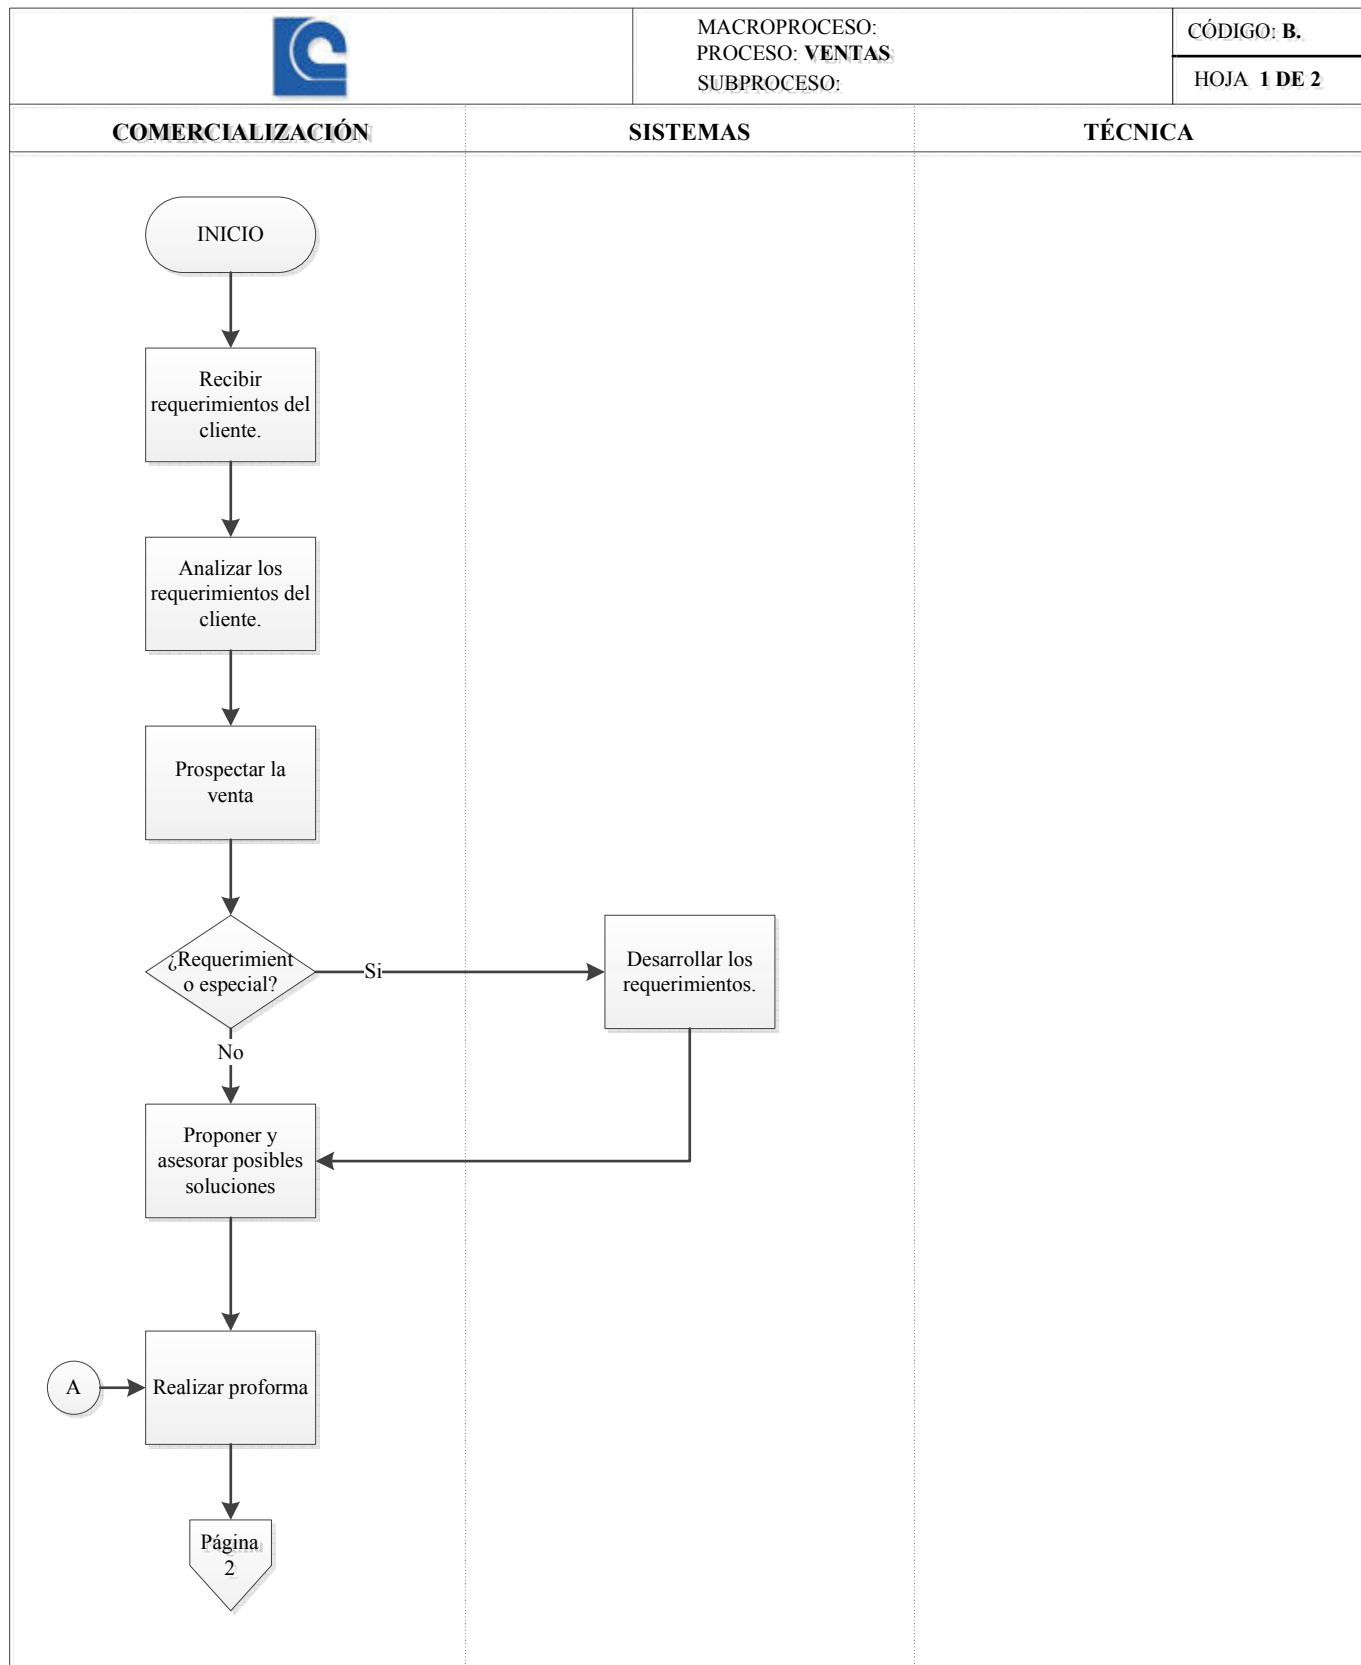 MACROPROCESO:
PROCESO: VENTAS
SUBPROCESO:
CÓDIGO: B.
HOJA 1 DE 2
COMERCIALIZACIÓN
SISTEMAS
TÉCNICA
INICIO
Recibir
requerimientos del
cliente.
Analizar los
requerimientos del
cliente.
Prospectar la
venta
¿Requerimient
o especial?
Si
Desarrollar los
requerimientos.
No
Proponer y
asesorar posibles
soluciones
A
Realizar proforma
Página
2